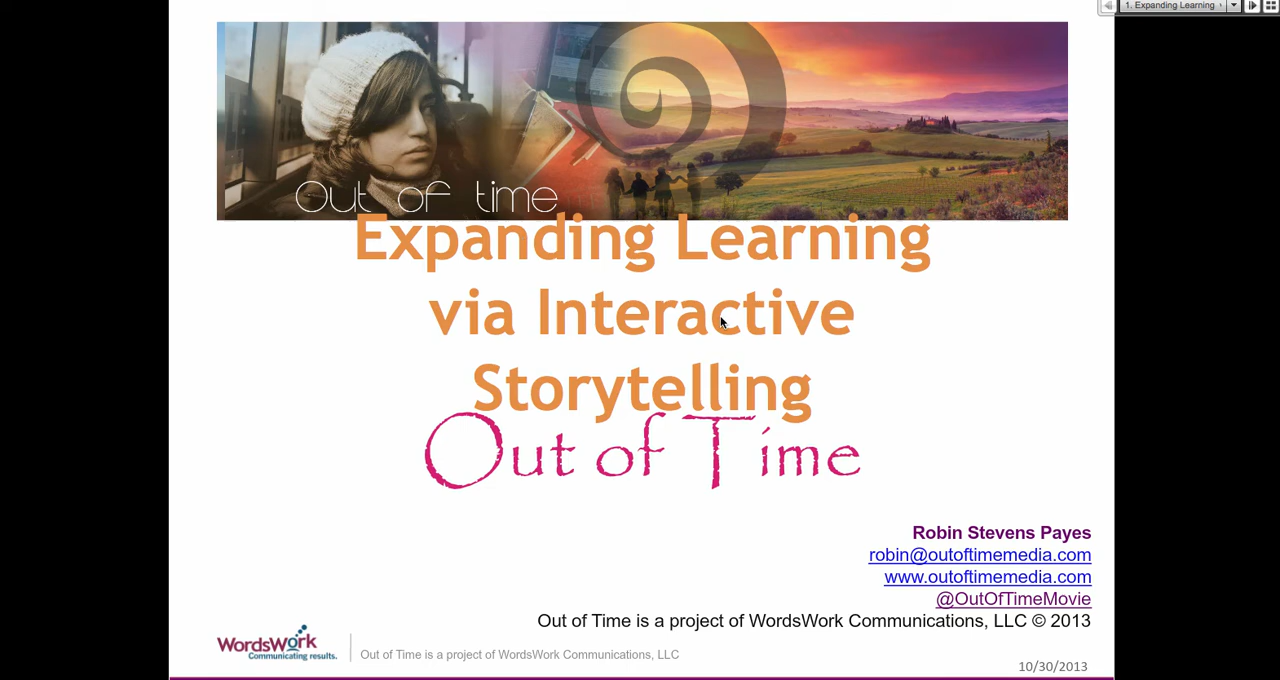 1. Expanding Learning
Out of time
Expanding Learning
via Interactive
Storytelling
Out of Time
Robin Stevens Payes
robin@outoftimemedia.com
www.outoftimemedia.com
@OutOfTimeMovie
Out of Time is a project of WordsWork Communications, LLC © 2013
WordsWork
Communicating results.
Out of Time is a project of WordsWork Communications, LLC
10/30/2013